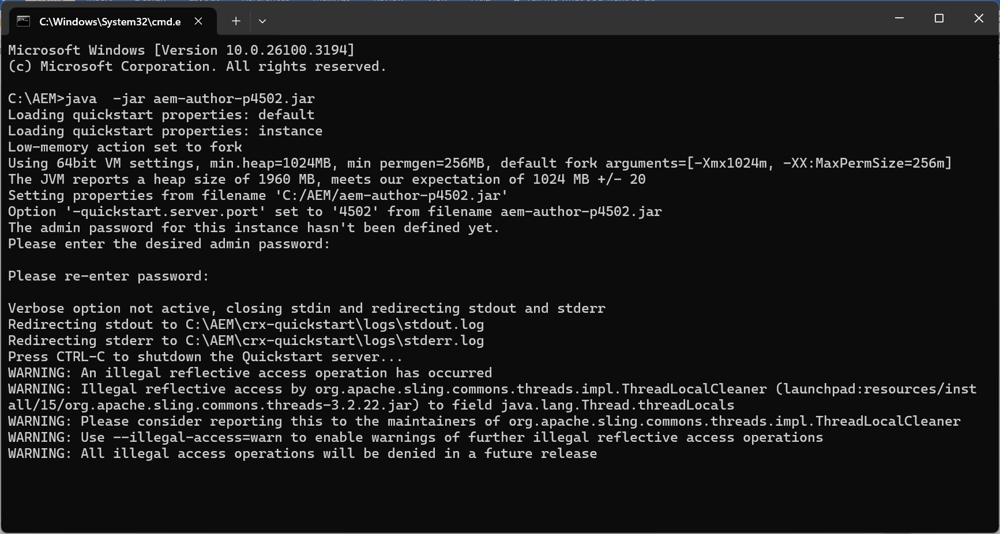 C:\Windows\System32\cmd.e
Microsoft Windows [Version 10.0.26100.3194]
(c) Microsoft Corporation. All rights reserved.
C:\AEM>java  -jar aem-author-p4502.jar
Loading quickstart properties: default
Loading quickstart properties: instance
Low-memory action set to fork
Using 64bit VM settings, min.heap=1024MB, min permgen=256MB, default fork arguments=[-Xmx1024m, -XX:MaxPermSize=256m]
The JVM reports a heap size of 1960 MB, meets our expectation of 1024 MB +/- 20
Setting properties from filename 'C:/AEM/aem-author-p4502.jar'
Option '-quickstart.server.port' set to '4502' from filename aem-author-p4502.jar
The admin password for this instance hasn't been defined yet.
Please enter the desired admin password:
Please re-enter password:
Verbose option not active, closing stdin and redirecting stdout and stderr
Redirecting stdout to C:\AEM\crx-quickstart\logs\stdout.log
Redirecting stderr to C:\AEM\crx-quickstart\logs\stderr.log
Press CTRL-C to shutdown the Quickstart server...
WARNING: An illegal reflective access operation has occurred
WARNING: Illegal reflective access by org.apache.sling.commons.threads.impl.ThreadLocalCleaner (launchpad:resources/inst
all/15/org.apache.sling.commons.threads-3.2.22.jar) to field java.lang.Thread.threadLocals
WARNING: Please consider reporting this to the maintainers of org.apache.sling.commons.threads.impl.ThreadLocalCleaner
WARNING: Use --illegal-access=warn to enable warnings of further illegal reflective access operations
WARNING: All illegal access operations will be denied in a future release